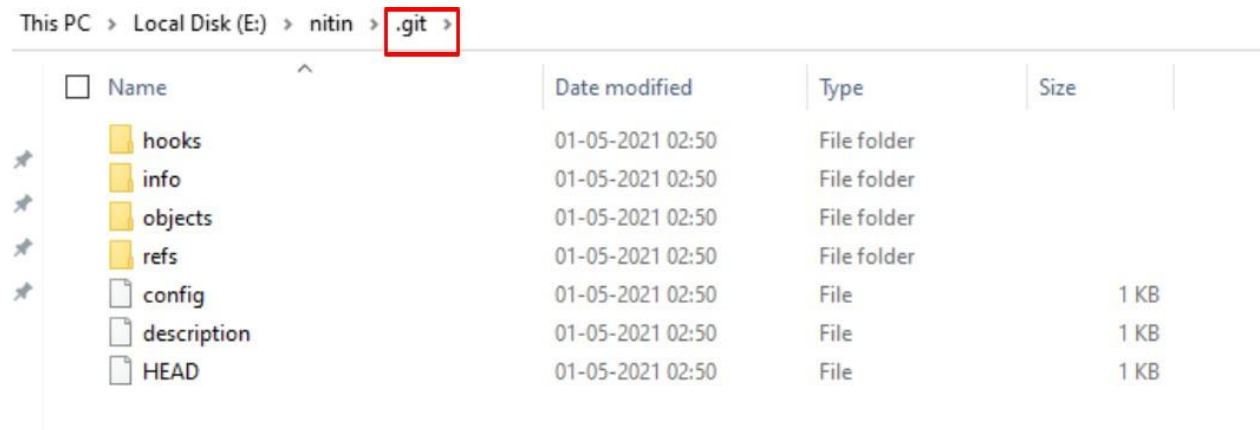 This PC > Local Disk (E:) > nitin > .git >
Name Date modified Type Size
hooks 01-05-2021 02:50 File folder
info 01-05-2021 02:50 File folder
objects 01-05-2021 02:50 File folder
refs 01-05-2021 02:50 File folder
config 01-05-2021 02:50 File 1 KB
description 01-05-2021 02:50 File 1 KB
HEAD 01-05-2021 02:50 File 1 KB